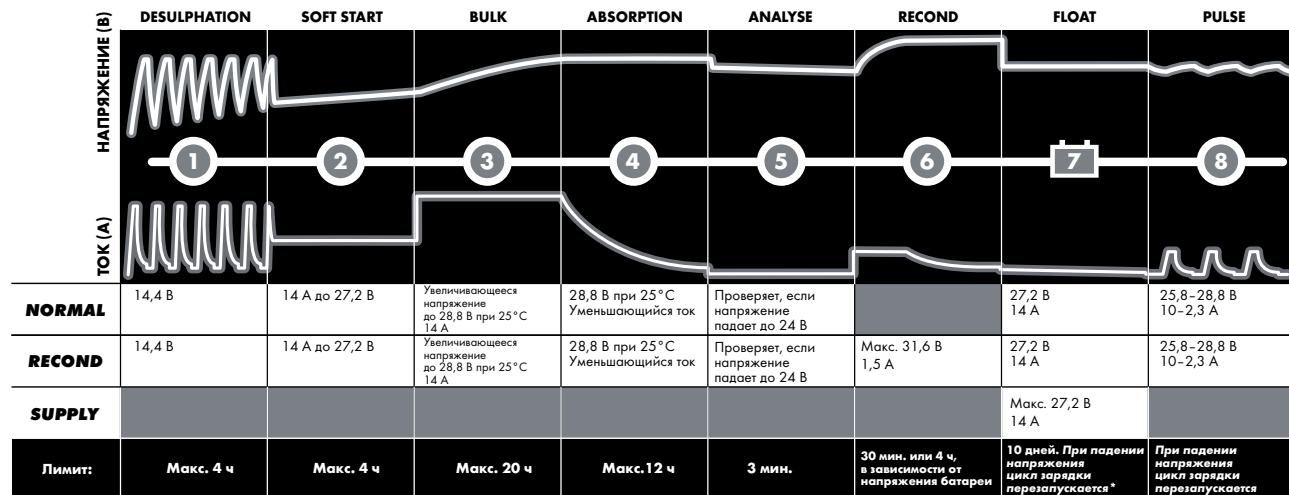 DESULPHATION SOFT START BULK ABSORPTION ANALYSE RECOND FLOAT PULSE
НАПРЯЖЕНИЕ (В)
1 2 3 4 5 6 7 8
ТОК (А)
NORMAL
14,4 В
14 А до 27,2 В
Увеличивающееся
напряжение
до 28,8 В при 25°C
14 А
28,8 В при 25°C
Уменьшающийся ток
Проверяет, если
напряжение
падает до 24 В
27,2 В
14 А
25,8–28,8 В
10–2,3 А
RECOND
14,4 В
14 А до 27,2 В
Увеличивающееся
напряжение
до 28,8 В при 25°C
14 А
28,8 В при 25°C
Уменьшающийся ток
Проверяет, если
напряжение
падает до 24 В
Макс. 31,6 В
1,5 А
27,2 В
14 А
25,8–28,8 В
10–2,3 А
SUPPLY
Макс. 27,2 В
14 А
Лимит:
Макс. 4 ч
Макс. 4 ч
Макс. 20 ч
Макс.12 ч
3 мин.
30 мин. или 4 ч,
в зависимости от
напряжения батареи
10 дней. При падении
напряжения
цикл зарядки
перезапускается*
При падении
напряжения
цикл зарядки
перезапускается